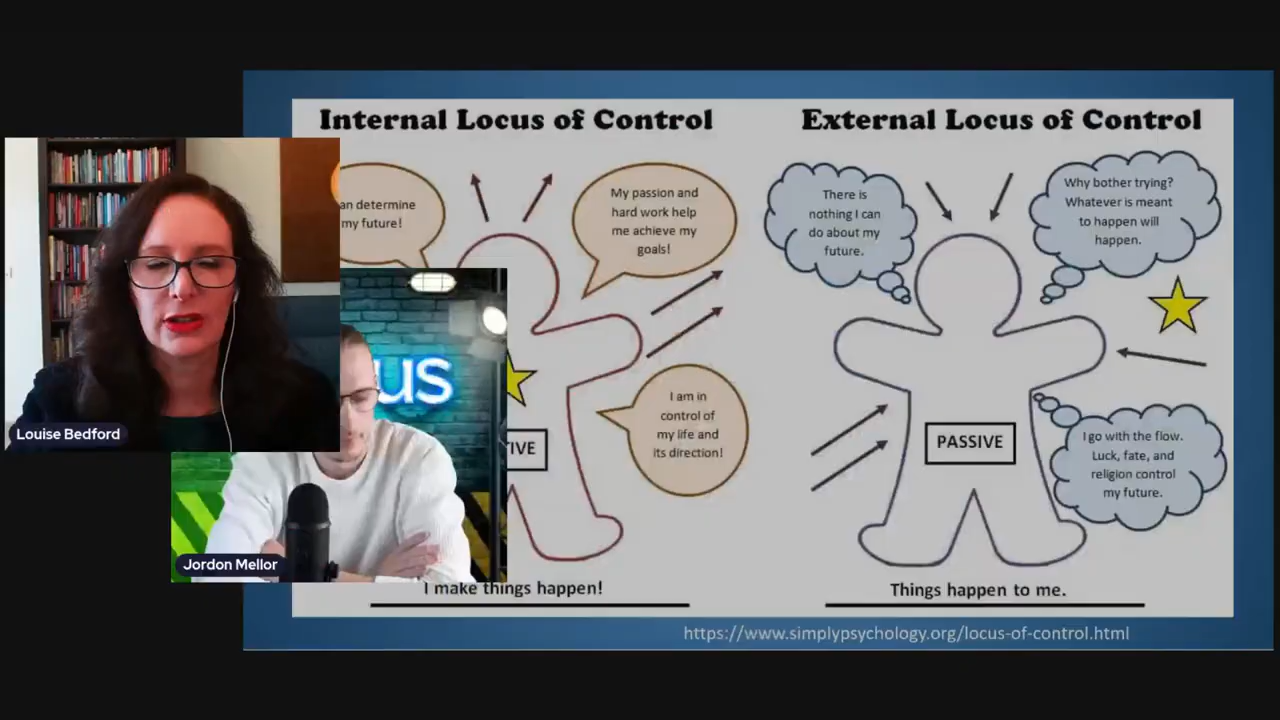 Internal Locus of Control
External Locus of Control
an determine
my future!
My passion and
hard work help
me achieve my
goals!
There is
nothing I can
do about my
future.
Why bother trying?
Whatever is meant
to happen will
happen.
us
I am in
control of
my life and
its direction!
IVE
PASSIVE
I go with the flow.
Luck, fate, and
religion control
my future.
Louise Bedford
Jordon Mellor
I make things happen!
Things happen to me.
https://www.simplypsychology.org/locus-of-control.html